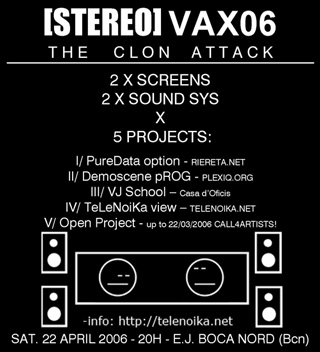 [STEREO] VAX06
THE CLON ATTACK
2 X SCREENS
2 X SOUND SYS
X
5 PROJECTS:
I/ PureData option - RIERETA.NET
II/ Demoscene pROG - PLEXIQ.ORG
III/ VJ School – Casa d'Oficis
IV/ TeLeNoiKa view – TELENOIKA.NET
V/ Open Project - up to 22/03/2006 CALL4ARTISTS!
-info: http://telenoika.net
SAT. 22 APRIL 2006 - 20H - E.J. BOCA NORD (Bcn)